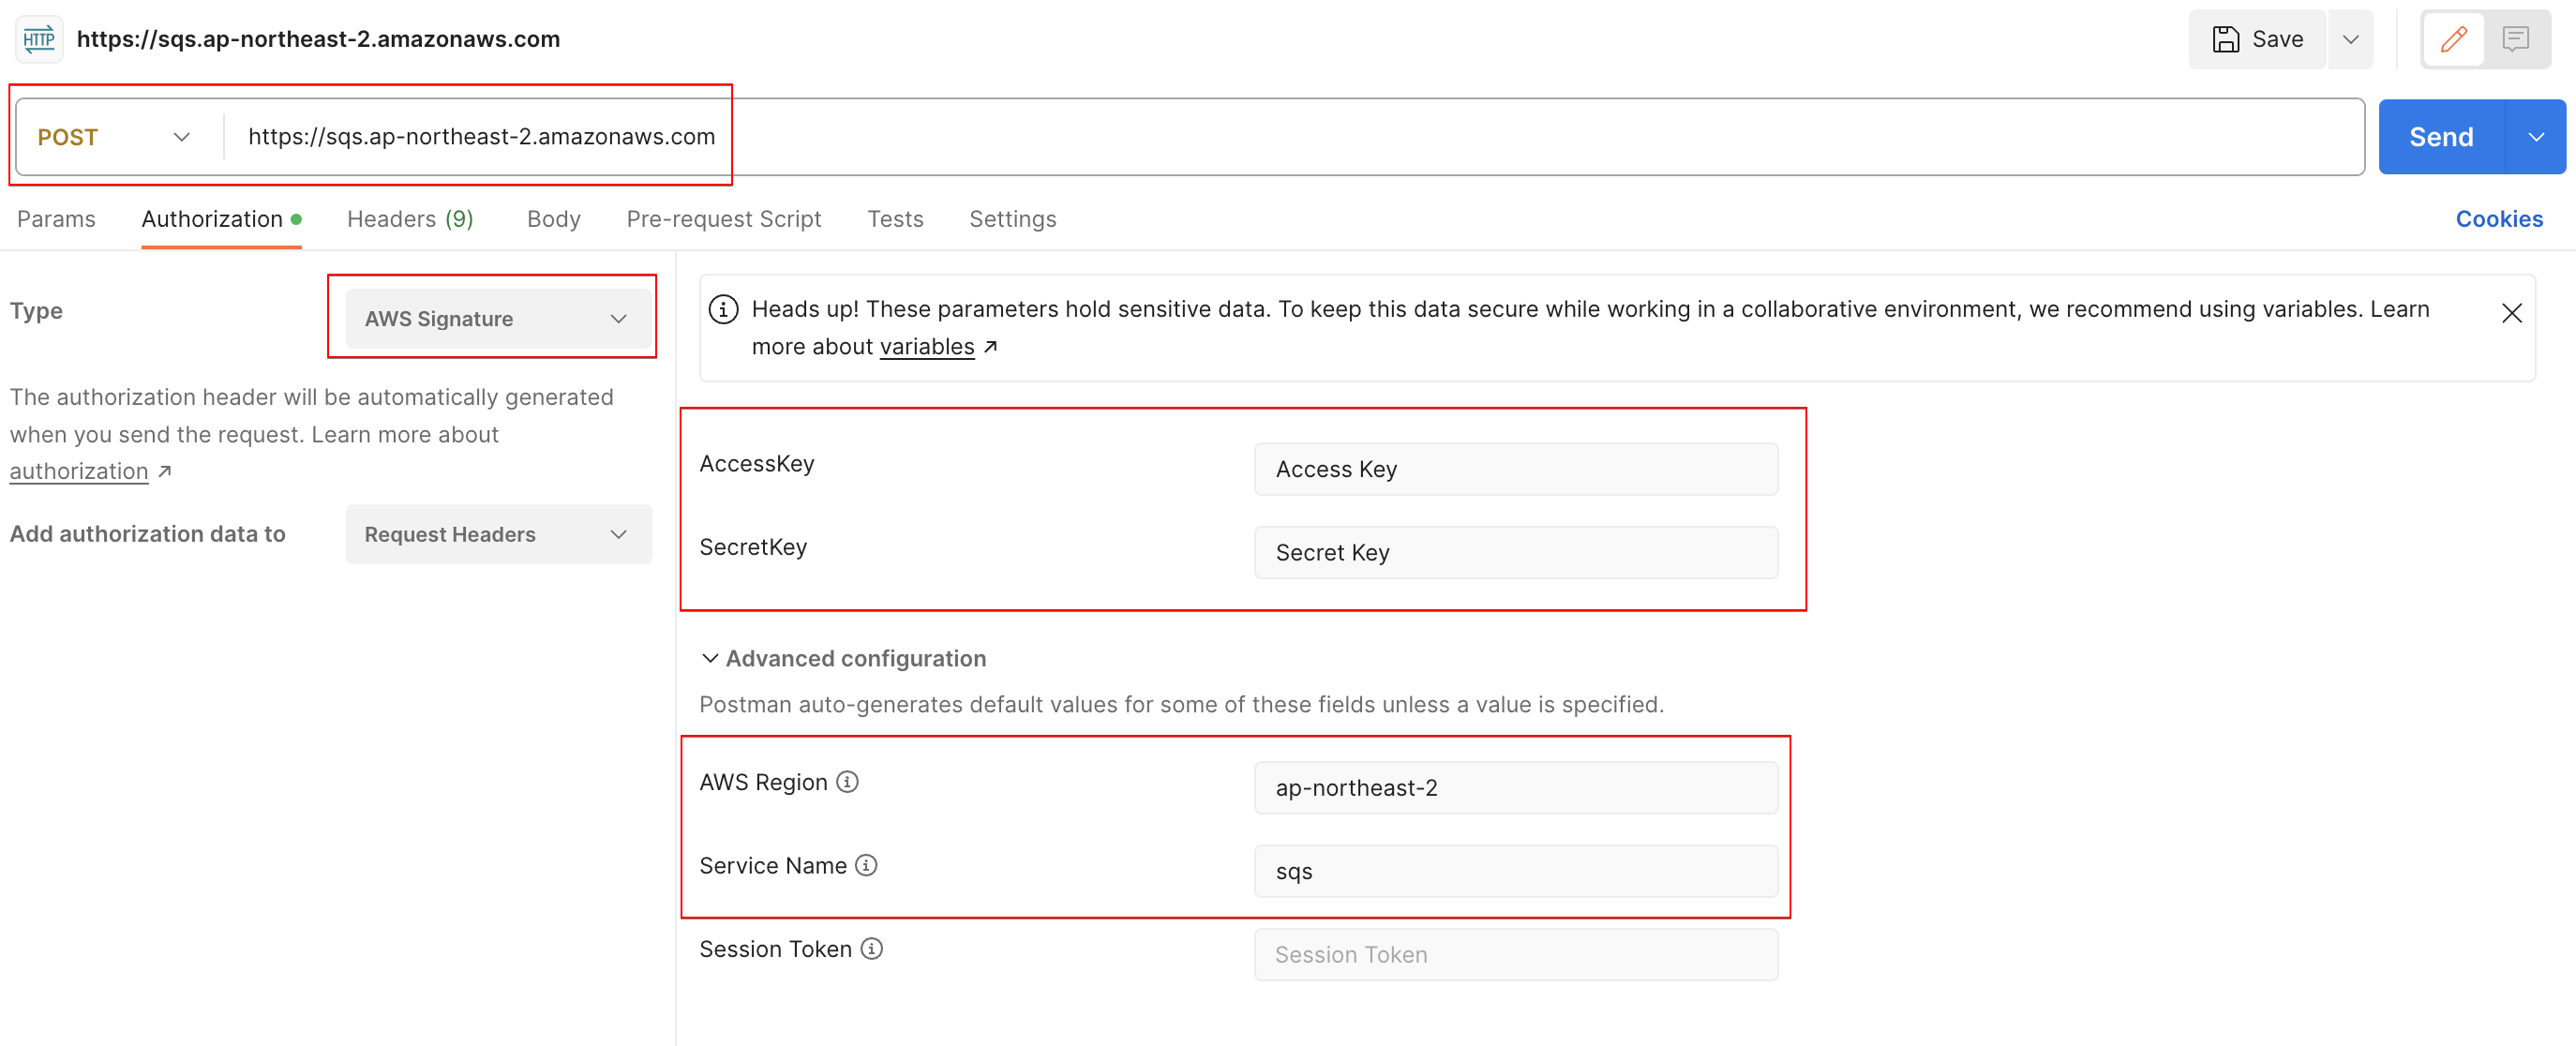 HTTP https://sqs.ap-northeast-2.amazonaws.com Save
POST https://sqs.ap-northeast-2.amazonaws.com Send
Params Authorization Headers (9) Body Pre-request Script Tests Settings Cookies
Type AWS Signature
The authorization header will be automatically generated
when you send the request. Learn more about
authorization ↗
Add authorization data to Request Headers
Heads up! These parameters hold sensitive data. To keep this data secure while working in a collaborative environment, we recommend using variables. Learn
more about variables ↗
AccessKey Access Key
SecretKey Secret Key
Advanced configuration
Postman auto-generates default values for some of these fields unless a value is specified.
AWS Region ap-northeast-2
Service Name sqs
Session Token Session Token